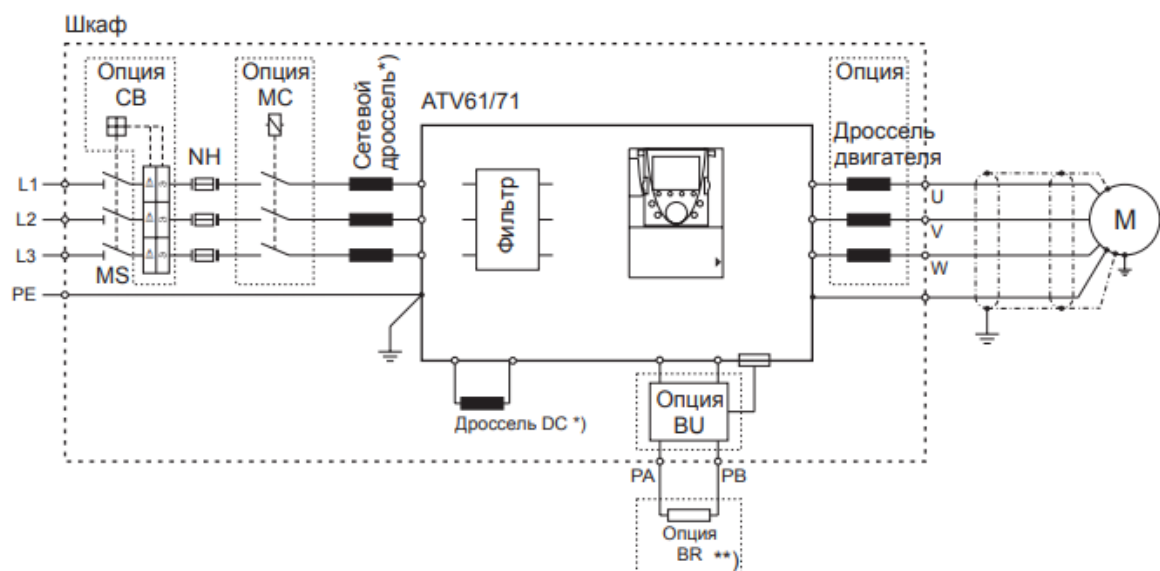 Шкаф
Опция
CB
Опция
MC
Сетевой
дроссель*)
ATV61/71
Опция
Дроссель
двигателя
NH
L1
L2
L3
MS
PE
Фильтр
U
V
W
M
Дроссель DC *)
Опция
BU
PA
PB
Опция
BR **)